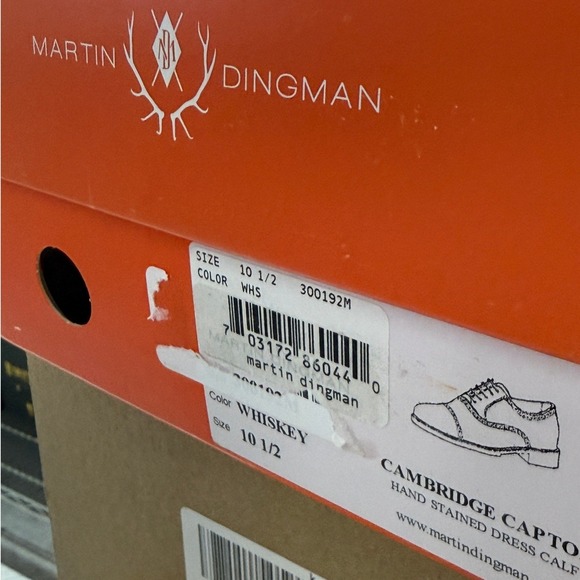 MARTIN DINGMAN
SIZE 10 1/2 300192M
COLOR WHS
7 03172 86044 0
martin dingman
Color WHISKEY
Size 10 1/2
CAMBRIDGE CAPTO
HAND STAINED DRESS CALF
www.martindingman